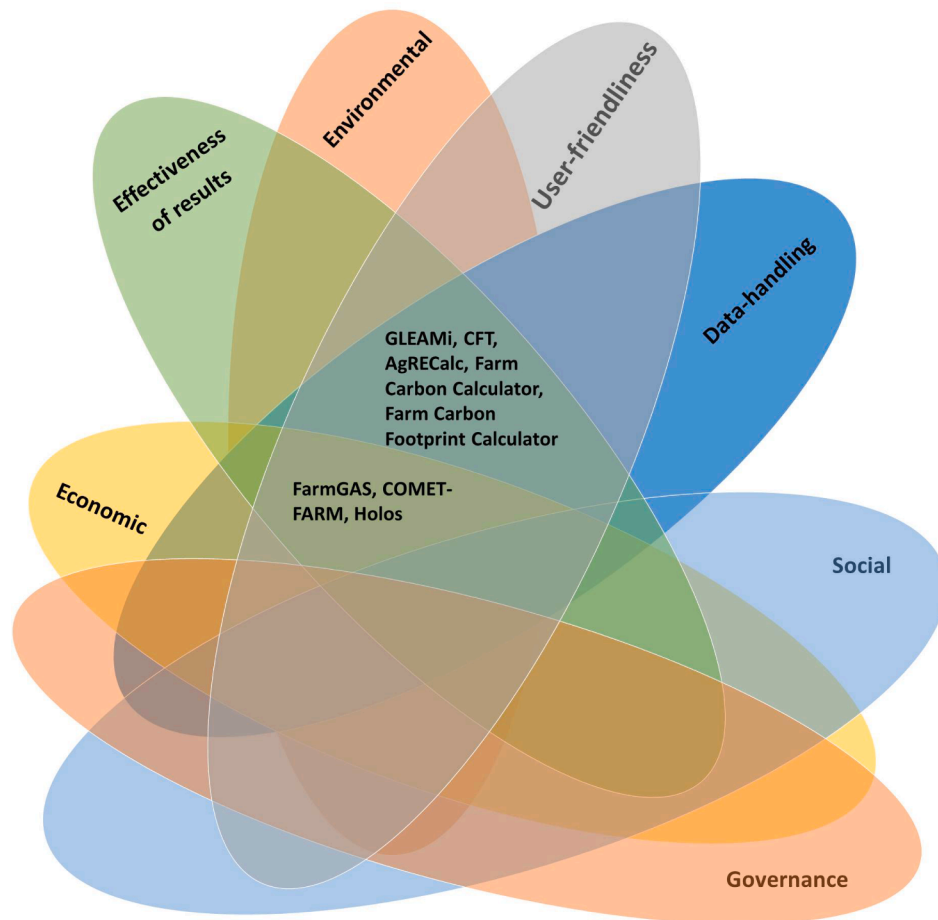 Environmental
User-friendliness
Effectiveness
of results
Data-handling
GLEAMi, CFT,
AgRECalc, Farm
Carbon Calculator,
Farm Carbon
Footprint Calculator
Economic
FarmGAS, COMET-
FARM, Holos
Social
Governance